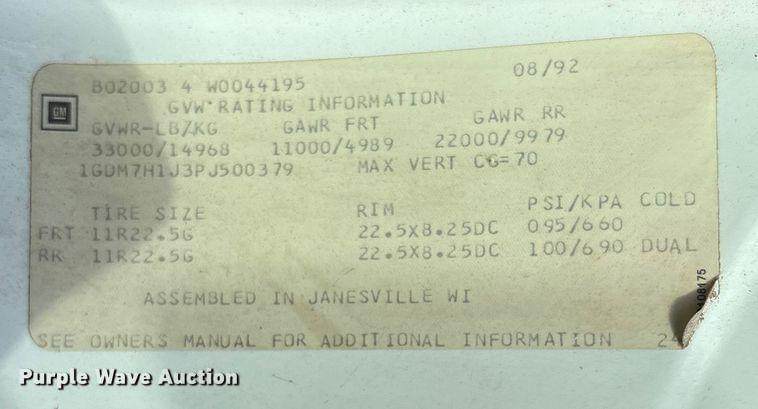 08/92
B02003 4 W0044195
GVW RATING INFORMATION
GM
GVWR-LB/KG GAWR FRT GAWR RR
33000/14968 11000/4989 22000/9979
1GDM7H1J3PJ500379 MAX VERT CG=70
TIRE SIZE RIM PSI/KPA COLD
FRT 11R22.5G 22.5X8.25DC 095/660
RR 11R22.5G 22.5X8.25DC 100/690 DUAL
ASSEMBLED IN JANESVILLE WI
SEE OWNERS MANUAL FOR ADDITIONAL INFORMATION
Purple Wave Auction